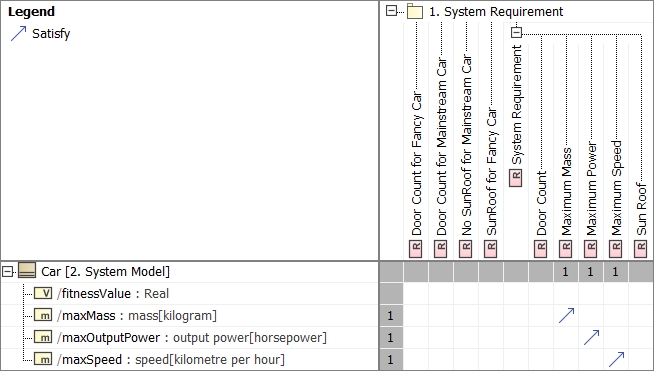 Legend
Satisfy
1. System Requirement
Door Count for Fancy Car
Door Count for Mainstream Car
No SunRoof for Mainstream Car
SunRoof for Fancy Car
System Requirement
Door Count
Maximum Mass
Maximum Power
Maximum Speed
Sun Roof
R R R R R R R R R R
Car [2. System Model] 1 1 1
V /fitnessValue : Real
m /maxMass : mass[kilogram] 1
m /maxOutputPower : output power[horsepower] 1
m /maxSpeed : speed[kilometre per hour] 1